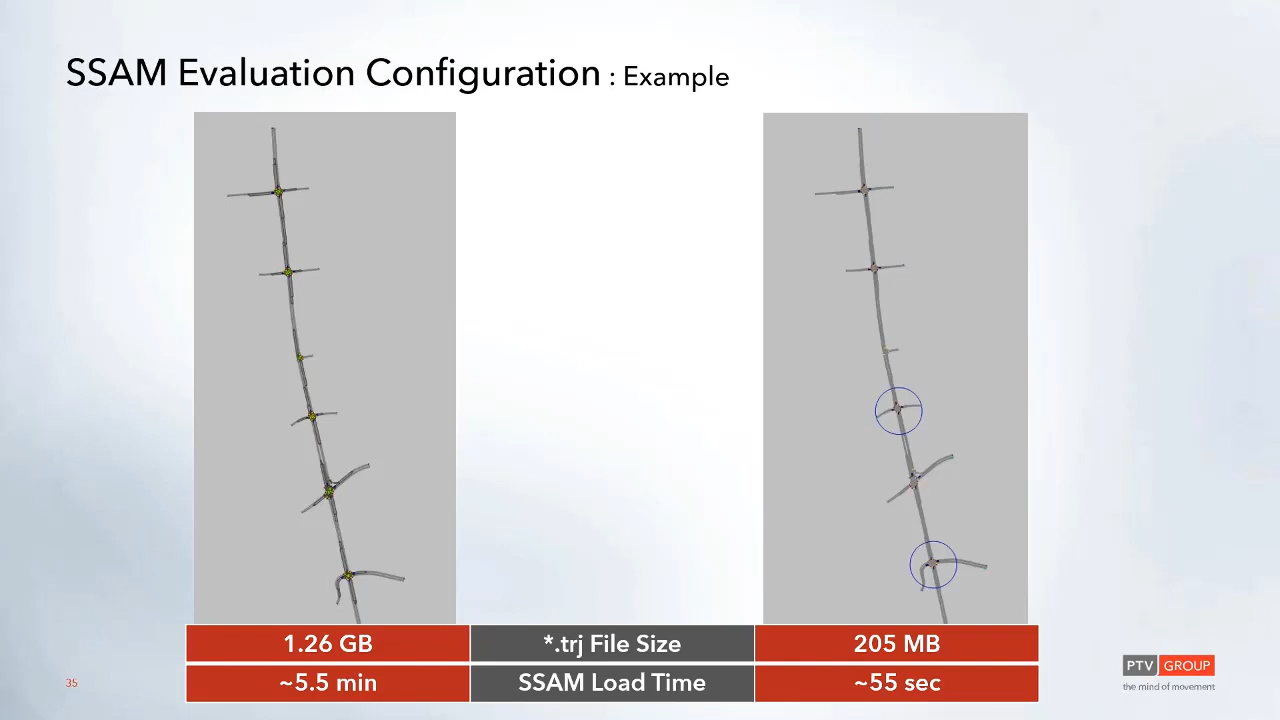 SSAM Evaluation Configuration : Example
1.26 GB *.trj File Size 205 MB
~5.5 min SSAM Load Time ~55 sec
35
PTV GROUP
the mind of movement